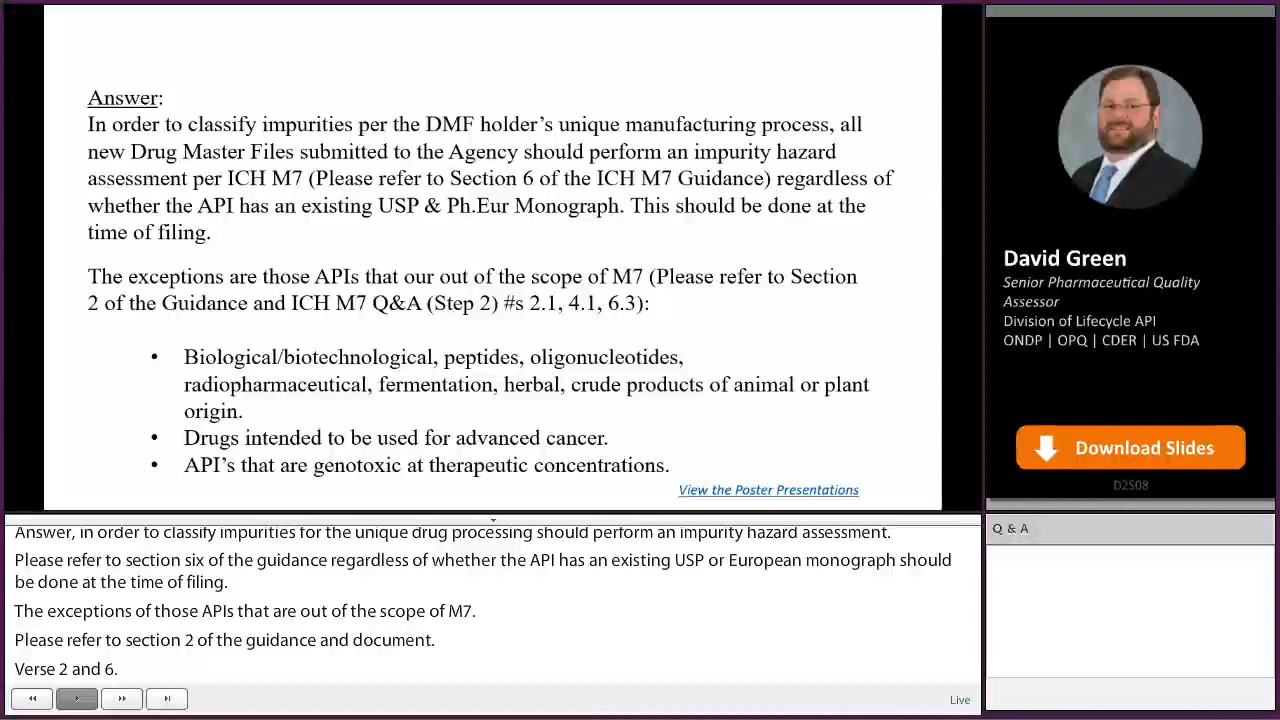 Answer:
In order to classify impurities per the DMF holder's unique manufacturing process, all
new Drug Master Files submitted to the Agency should perform an impurity hazard
assessment per ICH M7 (Please refer to Section 6 of the ICH M7 Guidance) regardless of
whether the API has an existing USP & Ph.Eur Monograph. This should be done at the
time of filing.
The exceptions are those APIs that our out of the scope of M7 (Please refer to Section
2 of the Guidance and ICH M7 Q&A (Step 2) #s 2.1, 4.1, 6.3):
• Biological/biotechnological, peptides, oligonucleotides,
radiopharmaceutical, fermentation, herbal, crude products of animal or plant
origin.
• Drugs intended to be used for advanced cancer.
• API's that are genotoxic at therapeutic concentrations.
View the Poster Presentations
David Green
Senior Pharmaceutical Quality
Assessor
Division of Lifecycle API
ONDP | OPQ | CDER | US FDA
Download Slides
D2S08
Answer, in order to classify impurities for the unique drug processing should perform an impurity hazard assessment.
Please refer to section six of the guidance regardless of whether the API has an existing USP or European monograph should
be done at the time of filing.
The exceptions of those APIs that are out of the scope of M7.
Please refer to section 2 of the guidance and document.
Verse 2 and 6.
Live
Q & A